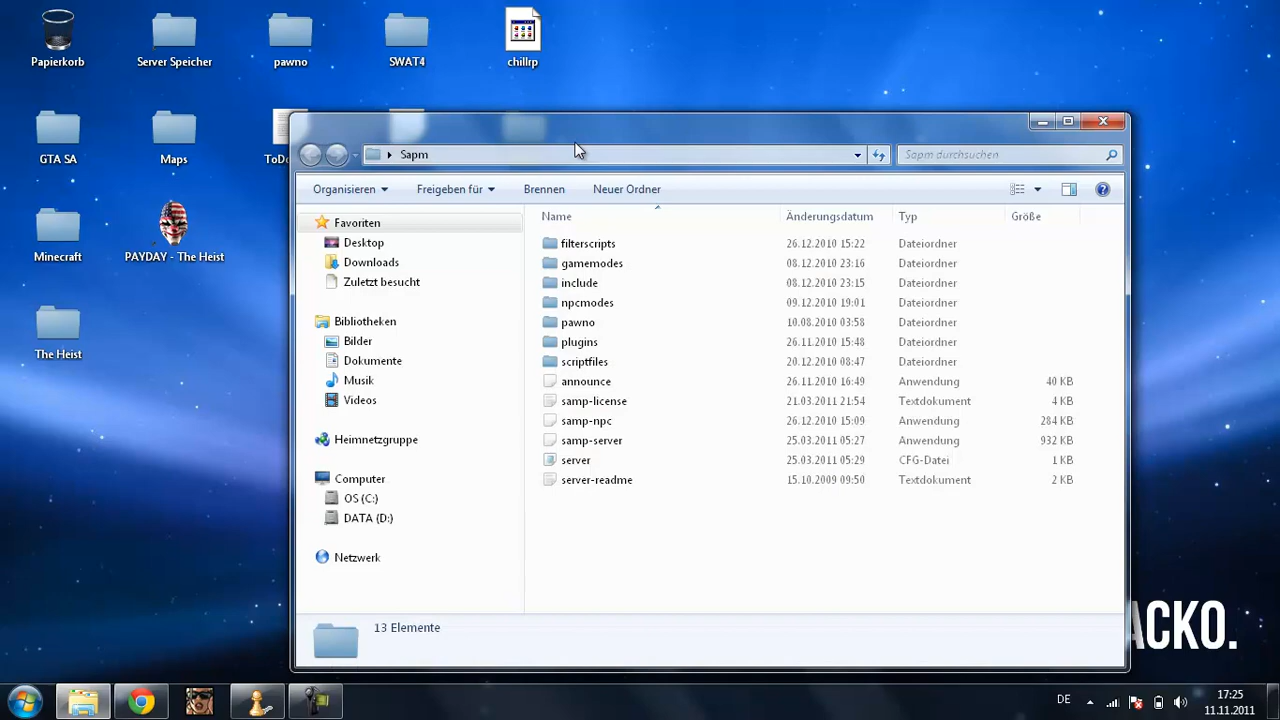 Papierkorb
Server Speicher
pawno
SWAT4
chillrp
GTA SA
Maps
Minecraft
PAYDAY - The Heist
The Heist
Sapm
Sapm durchsuchen
Organisieren
Freigeben für
Brennen
Neuer Ordner
Favoriten
Desktop
Downloads
Zuletzt besucht
Bibliotheken
Bilder
Dokumente
Musik
Videos
Heimnetzgruppe
Computer
OS (C:)
DATA (D:)
Netzwerk
Name Änderungsdatum Typ Größe
filterscripts 26.12.2010 15:22 Dateiordner
gamemodes 08.12.2010 23:16 Dateiordner
include 08.12.2010 23:15 Dateiordner
npcmodes 09.12.2010 19:01 Dateiordner
pawno 10.08.2010 03:58 Dateiordner
plugins 26.11.2010 15:48 Dateiordner
scriptfiles 20.12.2010 08:47 Dateiordner
announce 26.11.2010 16:49 Anwendung 40 KB
samp-license 21.03.2011 21:54 Textdokument 4 KB
samp-npc 26.12.2010 15:09 Anwendung 284 KB
samp-server 25.03.2011 05:27 Anwendung 932 KB
server 25.03.2011 05:29 CFG-Datei 1 KB
server-readme 15.10.2009 09:50 Textdokument 2 KB
13 Elemente
ACKO.
DE
17:25
11.11.2011